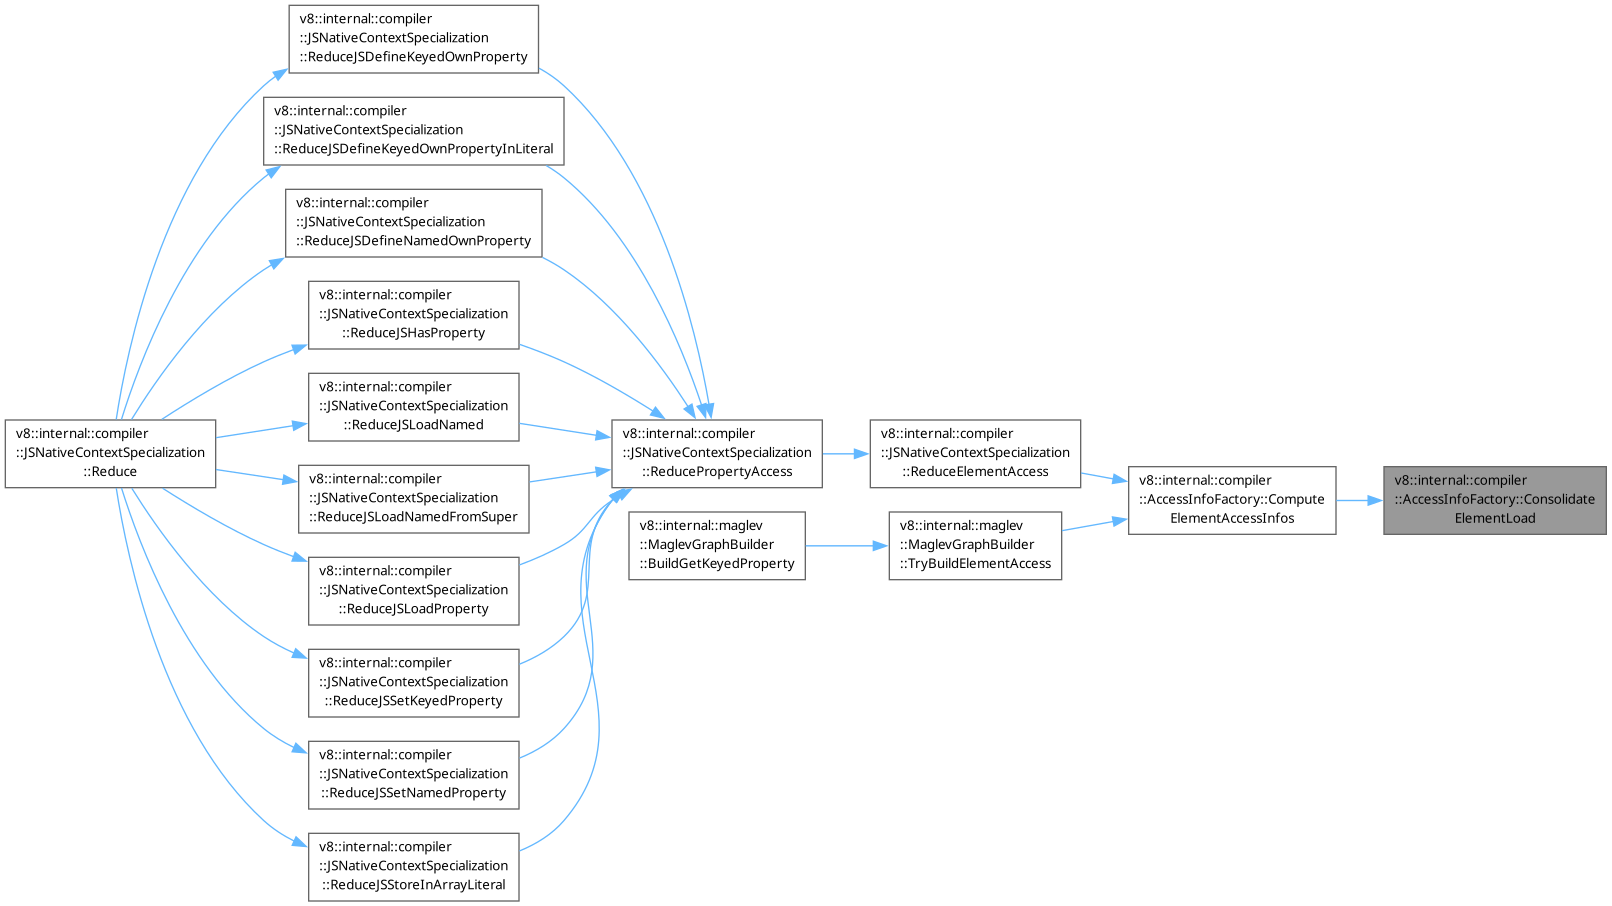 v8::internal::compiler
::JSNativeContextSpecialization
::ReduceJSDefineKeyedOwnProperty
v8::internal::compiler
::JSNativeContextSpecialization
::ReduceJSDefineKeyedOwnPropertyInLiteral
v8::internal::compiler
::JSNativeContextSpecialization
::ReduceJSDefineNamedOwnProperty
v8::internal::compiler
::JSNativeContextSpecialization
::ReduceJSHasProperty
v8::internal::compiler
::JSNativeContextSpecialization
::ReduceJSLoadNamed
v8::internal::compiler
::JSNativeContextSpecialization
::Reduce
v8::internal::compiler
::JSNativeContextSpecialization
::ReducePropertyAccess
v8::internal::compiler
::JSNativeContextSpecialization
::ReduceElementAccess
v8::internal::compiler
::AccessInfoFactory::Compute
ElementAccessInfos
v8::internal::compiler
::AccessInfoFactory::Consolidate
ElementLoad
v8::internal::compiler
::JSNativeContextSpecialization
::ReduceJSLoadNamedFromSuper
v8::internal::maglev
::MaglevGraphBuilder
::BuildGetKeyedProperty
v8::internal::maglev
::MaglevGraphBuilder
::TryBuildElementAccess
v8::internal::compiler
::JSNativeContextSpecialization
::ReduceJSLoadProperty
v8::internal::compiler
::JSNativeContextSpecialization
::ReduceJSSetKeyedProperty
v8::internal::compiler
::JSNativeContextSpecialization
::ReduceJSSetNamedProperty
v8::internal::compiler
::JSNativeContextSpecialization
::ReduceJSStoreInArrayLiteral